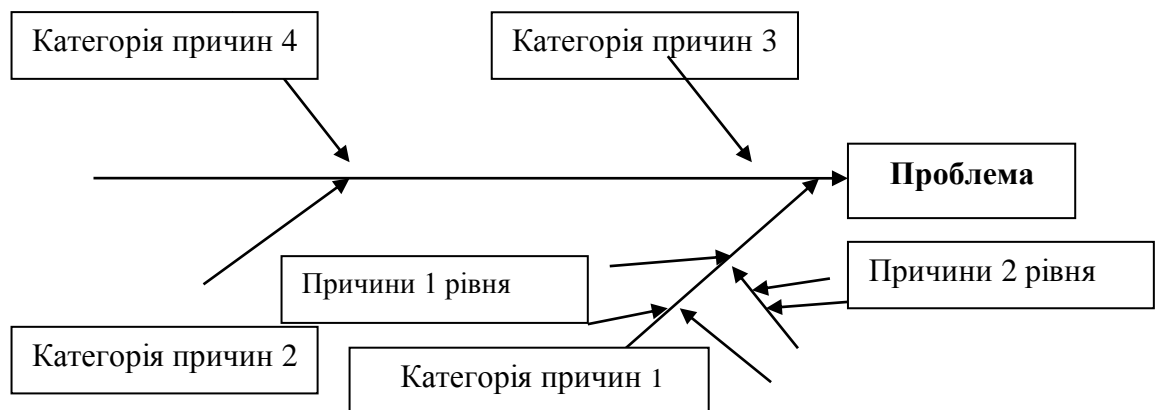 Категорія причин 4
Категорія причин 3
Проблема
Причини 1 рівня
Причини 2 рівня
Категорія причин 2
Категорія причин 1